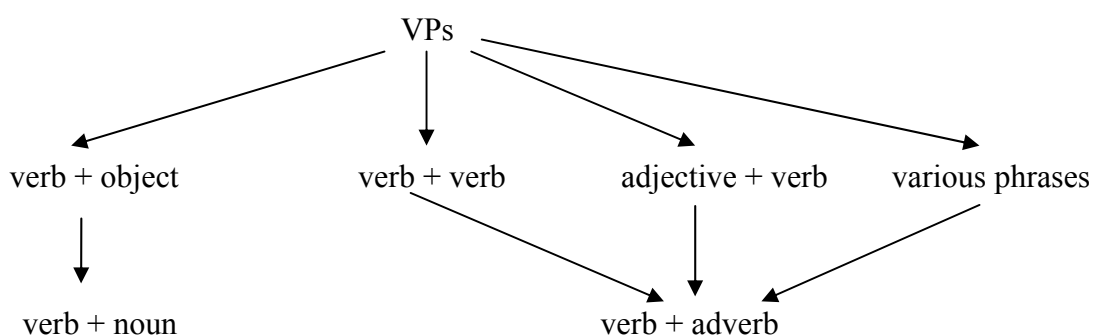 VPs
verb + object verb + verb adjective + verb various phrases
verb + noun verb + adverb